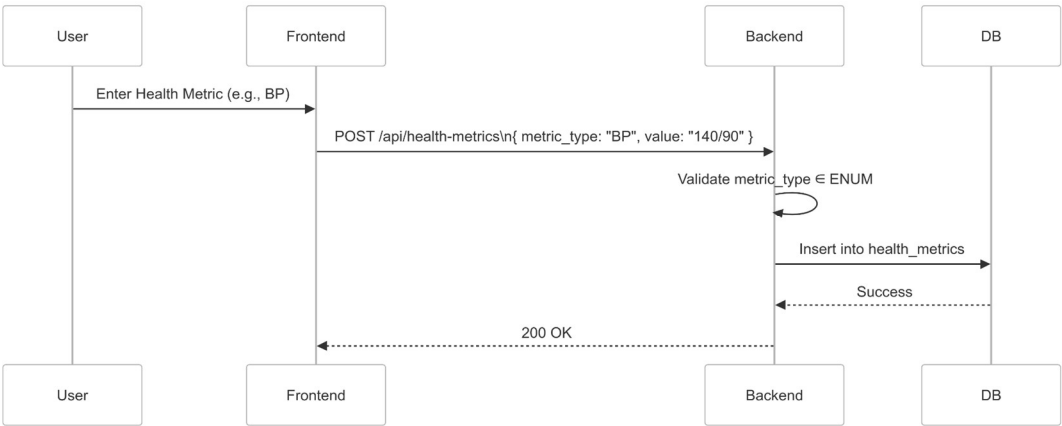 User Frontend Backend DB
Enter Health Metric (e.g., BP)
POST /api/health-metrics\n{ metric_type: "BP", value: "140/90" }
Validate metric_type ∈ ENUM
Insert into health_metrics
Success
200 OK
User Frontend Backend DB